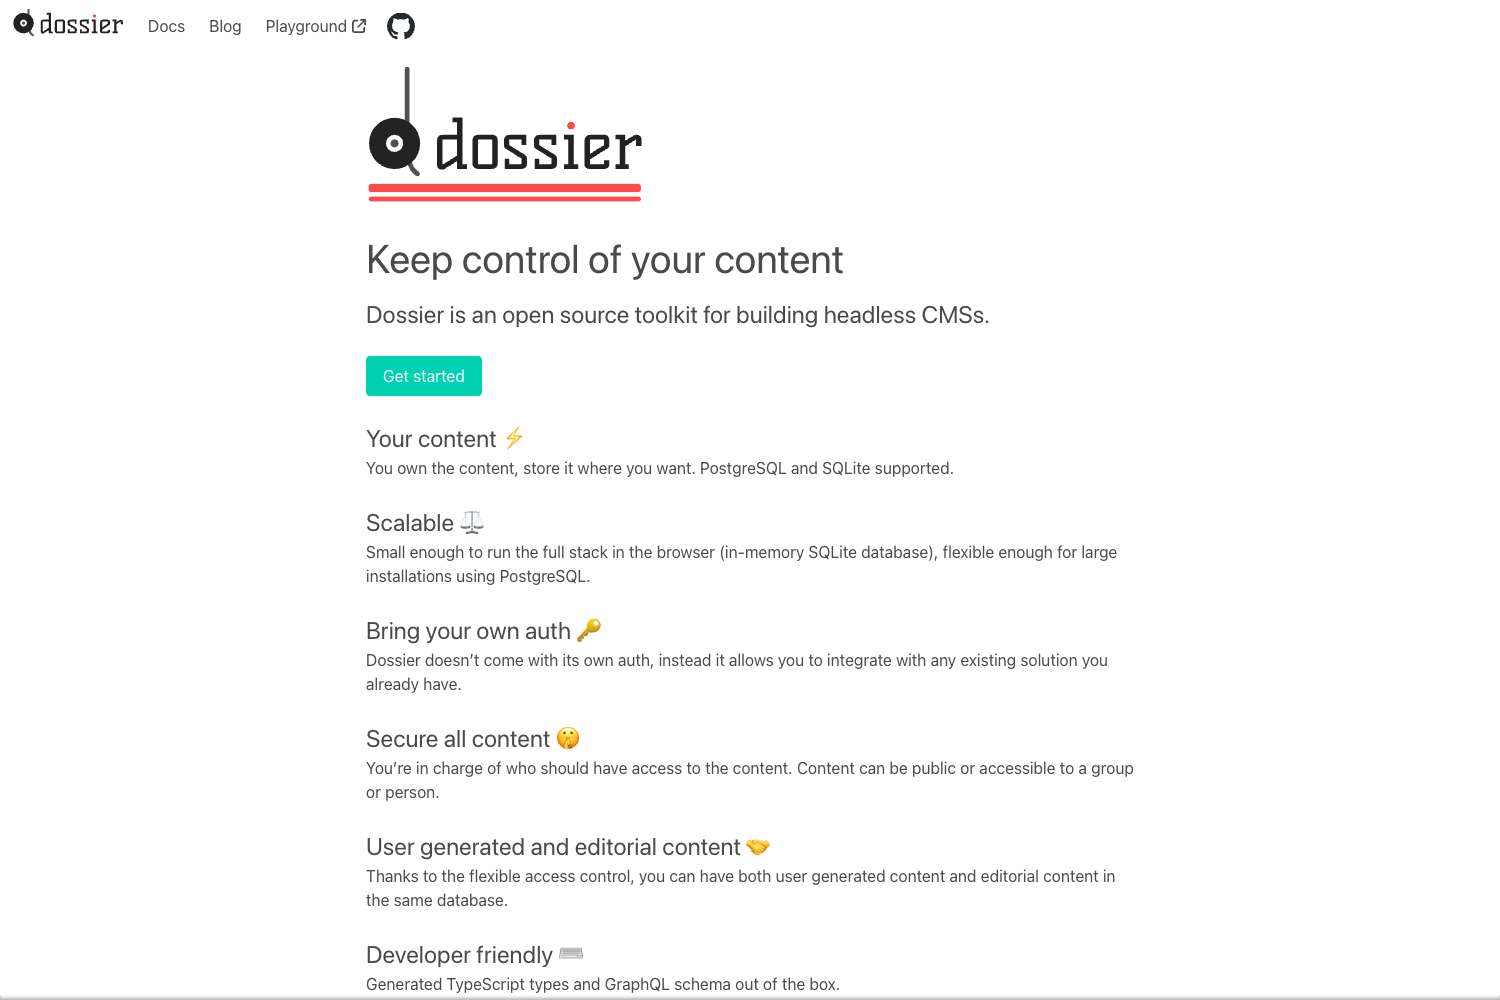 dossier Docs Blog Playground
dossier
Keep control of your content
Dossier is an open source toolkit for building headless CMSs.
Get started
Your content ⚡
You own the content, store it where you want. PostgreSQL and SQLite supported.
Scalable ⚖️
Small enough to run the full stack in the browser (in-memory SQLite database), flexible enough for large
installations using PostgreSQL.
Bring your own auth 🔑
Dossier doesn’t come with its own auth, instead it allows you to integrate with any existing solution you
already have.
Secure all content 🤫
You’re in charge of who should have access to the content. Content can be public or accessible to a group
or person.
User generated and editorial content 🤝
Thanks to the flexible access control, you can have both user generated content and editorial content in
the same database.
Developer friendly ⌨️
Generated TypeScript types and GraphQL schema out of the box.